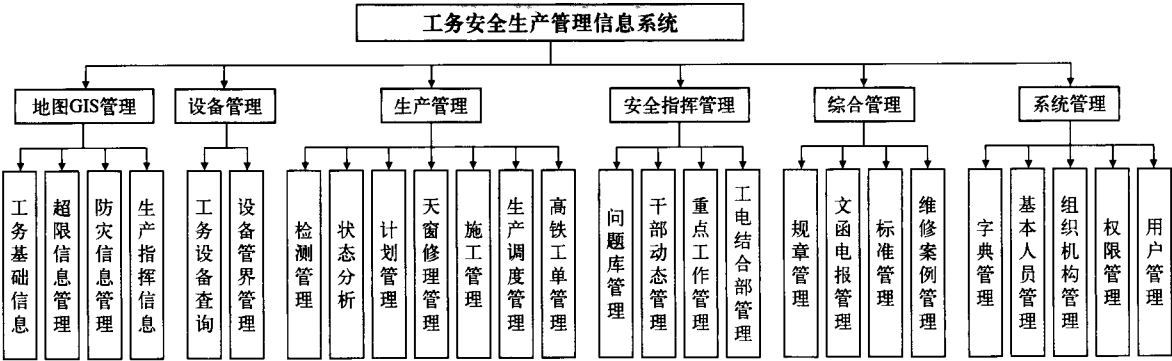 工务安全生产管理信息系统
地图GIS管理
设备管理
生产管理
安全指挥管理
综合管理
系统管理
工务基础信息
超限信息管理
防灾信息管理
生产指挥信息
工务设备查询
设备管界管理
检测管理
状态分析
计划管理
天窗修理管理
施工管理
生产调度管理
高铁工单管理
问题库管理
干部动态管理
重点工作管理
工电结合部管理
规章管理
文函电报管理
标准管理
维修案例管理
字典管理
基本人员管理
组织机构管理
权限管理
用户管理